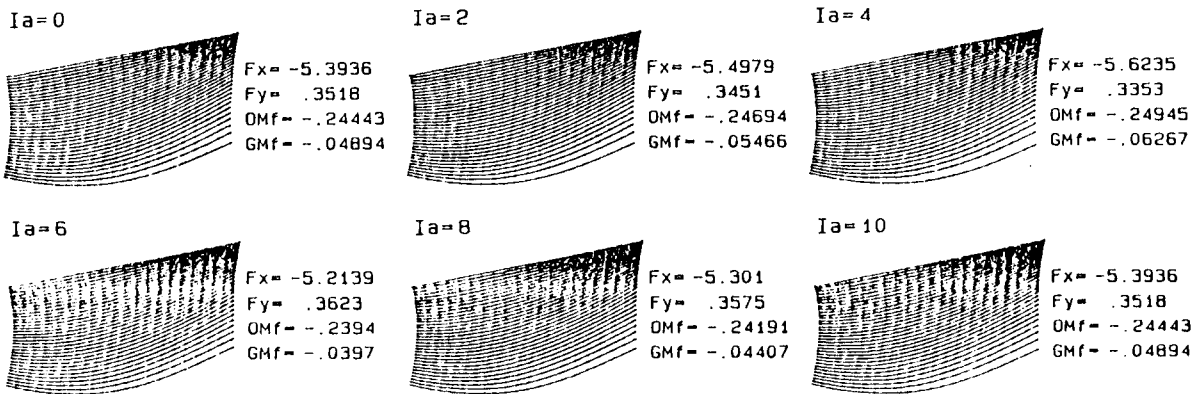 Ia=0
Fx= -5.3936
Fy= .3518
OMf= -.24443
GMf= -.04894
Ia=2
Fx= -5.4979
Fy= .3451
OMf= -.24694
GMf= -.05466
Ia=4
Fx= -5.6235
Fy= .3353
OMf= -.24945
GMf= -.06267
Ia=6
Fx= -5.2139
Fy= .3623
OMf= -.2394
GMf= -.0397
Ia=8
Fx= -5.301
Fy= .3575
OMf= -.24191
GMf= -.04407
Ia=10
Fx= -5.3936
Fy= .3518
OMf= -.24443
GMf= -.04894